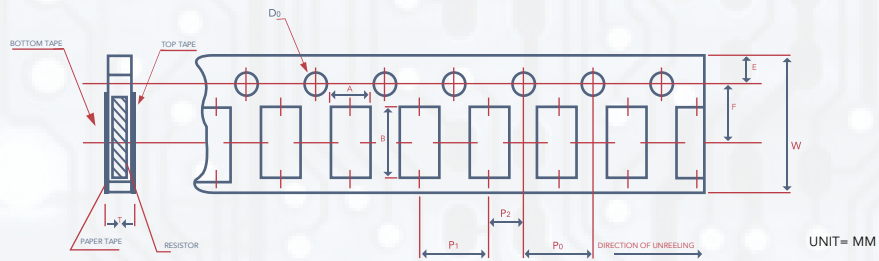 D0
BOTTOM TAPE
TOP TAPE
E
A
F
B
W
T
P2
P1
P0
PAPER TAPE
RESISTOR
DIRECTION OF UNREELING
UNIT= MM